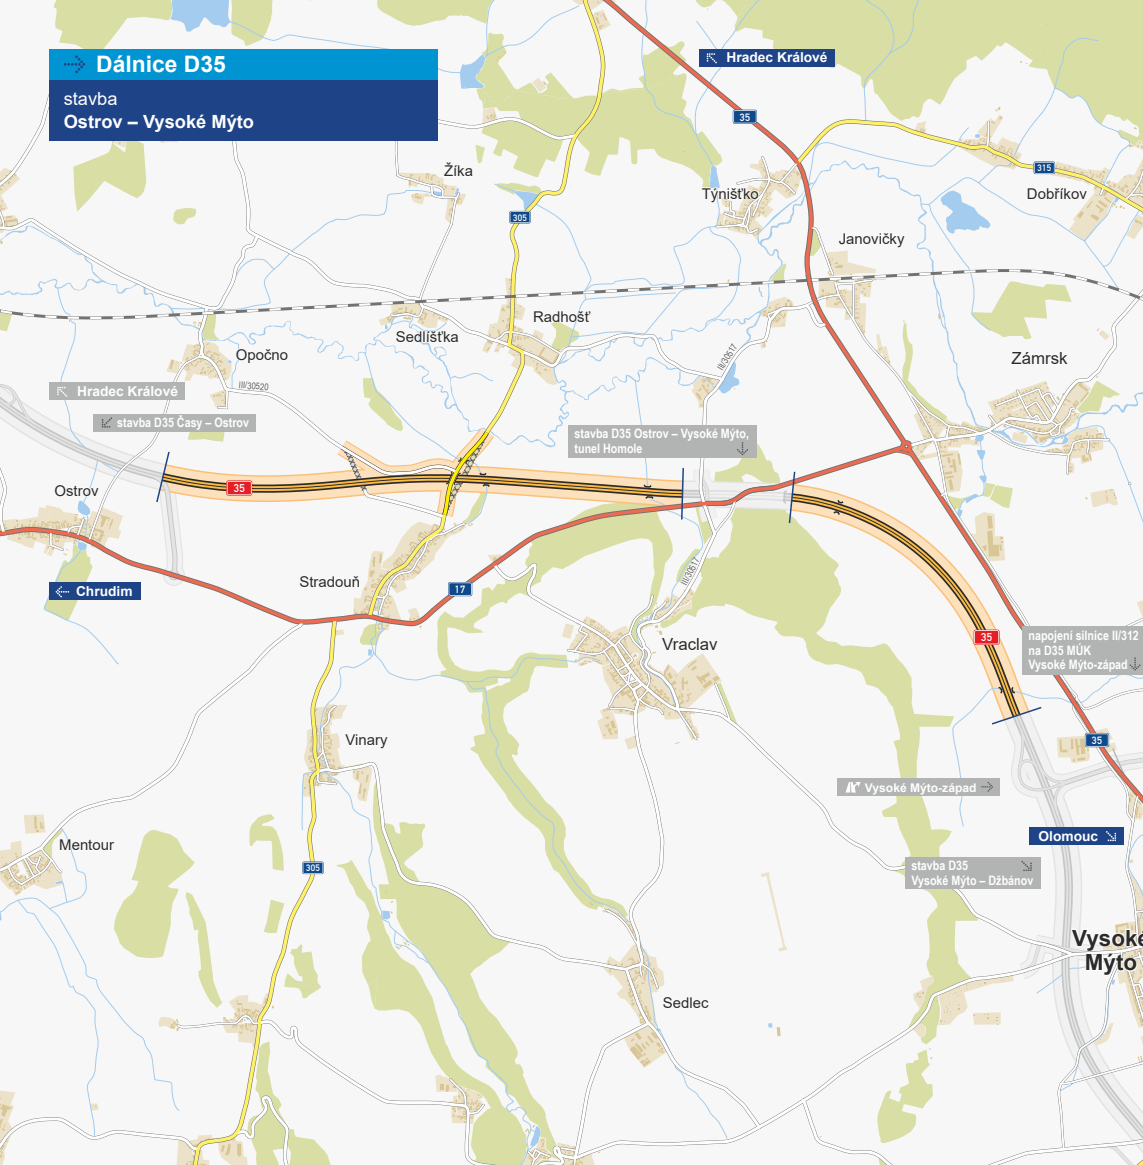 Dálnice D35
stavba
Ostrov – Vysoké Mýto
Hradec Králové
35
315
Žíka
Týnišťko
Dobříkov
305
Janovičky
Radhošť
Sedlíšťka
Opočno
Zámrsk
III/30517
III/30520
Hradec Králové
stavba D35 Časy – Ostrov
stavba D35 Ostrov – Vysoké Mýto,
tunel Homole
35
Ostrov
Stradouň
17
Chrudim
III/30517
35
napojení silnice II/312
na D35 MÚK
Vysoké Mýto-západ
Vraclav
Vinary
35
Vysoké Mýto-západ
Olomouc
Mentour
305
stavba D35
Vysoké Mýto – Džbánov
Vysoké
Mýto
Sedlec